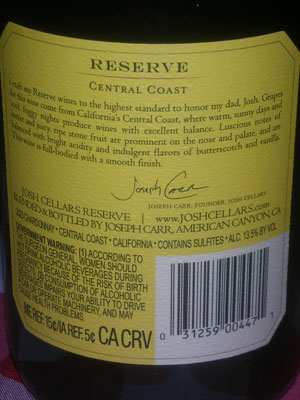 RESERVE
CENTRAL COAST
I craft my Reserve wines to the highest standard to honor my dad, Josh. Grapes
for this wine come from California's Central Coast, where warm, sunny days and
cool, foggy nights produce wines with excellent balance. Luscious notes of
butter and juicy, ripe stone fruit are prominent on the nose and palate, and are
balanced with bright acidity and indulgent flavors of butterscotch and vanilla.
This wine is full-bodied with a smooth finish.
Joseph Carr
JOSEPH CARR, FOUNDER, JOSH CELLARS
JOSH CELLARS RESERVE | www.JOSHCELLARS.com
BLENDED & BOTTLED BY JOSEPH CARR, AMERICAN CANYON, CA
CHARDONNAY • CENTRAL COAST • CALIFORNIA • CONTAINS SULFITES • ALC. 13.5% BY VOL
GOVERNMENT WARNING: (1) ACCORDING TO
THE SURGEON GENERAL, WOMEN SHOULD
NOT DRINK ALCOHOLIC BEVERAGES DURING
PREGNANCY BECAUSE OF THE RISK OF BIRTH
DEFECTS. (2) CONSUMPTION OF ALCOHOLIC
BEVERAGES IMPAIRS YOUR ABILITY TO DRIVE
A CAR OR OPERATE MACHINERY, AND MAY
CAUSE HEALTH PROBLEMS.
ME REF. 15¢/IA REF. 5¢ CA CRV
0 31259 00447 1